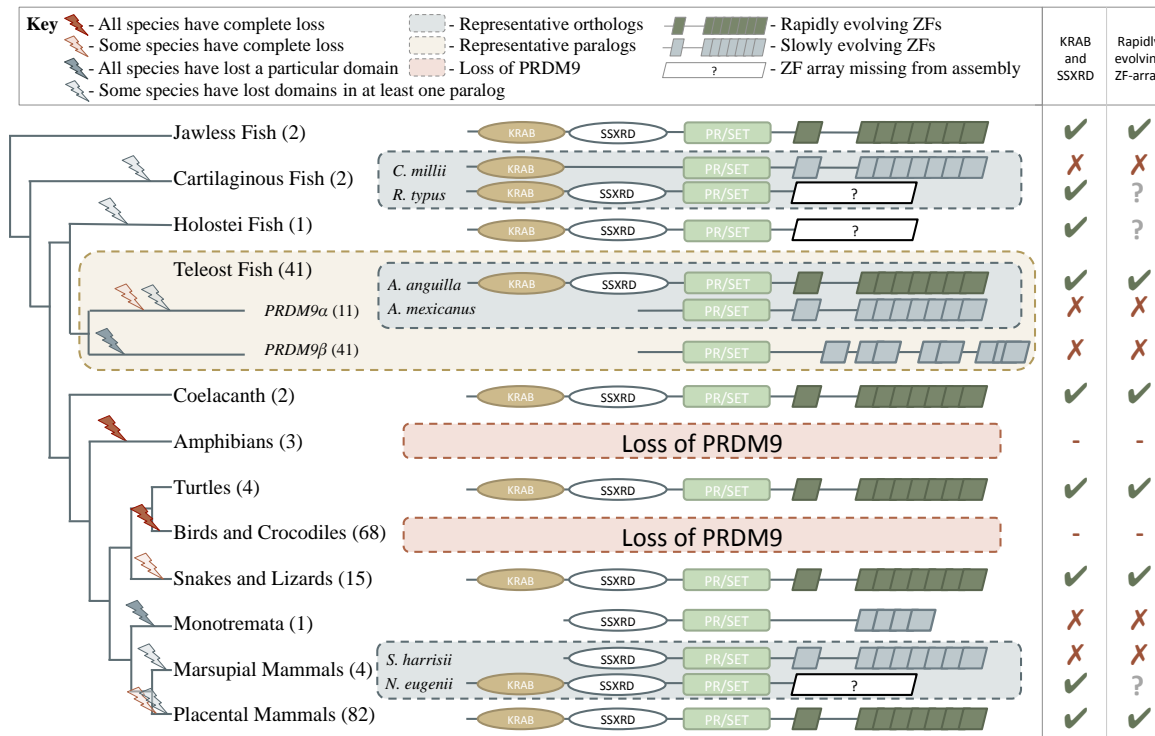 Key - All species have complete loss
- Some species have complete loss
- All species have lost a particular domain
- Some species have lost domains in at least one paralog
- Representative orthologs
- Representative paralogs
- Loss of PRDM9
- Rapidly evolving ZFs
- Slowly evolving ZFs
? - ZF array missing from assembly
KRAB and SSXRD
Rapidly evolving ZF-array
Jawless Fish (2) KRAB SSXRD PR/SET ✔ ✔
C. millii KRAB PR/SET ✗ ✗
Cartilaginous Fish (2)
R. typus KRAB SSXRD PR/SET ? ✔ ?
Holostei Fish (1) KRAB SSXRD PR/SET ? ✔ ?
Teleost Fish (41)
A. anguilla KRAB SSXRD PR/SET ✔ ✔
PRDM9α (11) A. mexicanus PR/SET ✗ ✗
PRDM9β (41) PR/SET ✗ ✗
Coelacanth (2) KRAB SSXRD PR/SET ✔ ✔
Amphibians (3) Loss of PRDM9 - -
Turtles (4) KRAB SSXRD PR/SET ✔ ✔
Birds and Crocodiles (68) Loss of PRDM9 - -
Snakes and Lizards (15) KRAB SSXRD PR/SET ✔ ✔
Monotremata (1) SSXRD PR/SET ✗ ✗
S. harrisii SSXRD PR/SET ✗ ✗
Marsupial Mammals (4)
N. eugenii KRAB SSXRD PR/SET ? ✔ ?
Placental Mammals (82) KRAB SSXRD PR/SET ✔ ✔